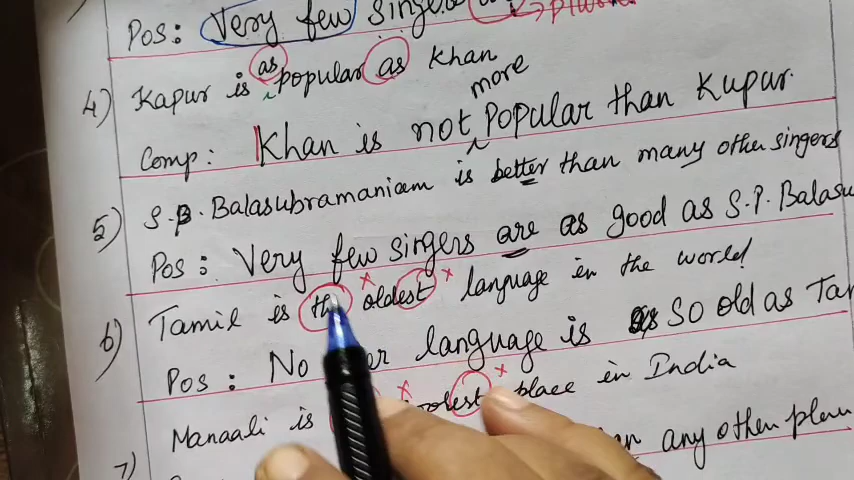 Pos: Very few singers
4) Kapur is as popular as Khan
more
Comp: Khan is not popular than Kupur.
5) S.P. Balasubramaniam is better than many other singers
Pos: Very few singers are as good as S.P. Balasu
6) Tamil is the oldest language in the world
Pos: No language is so old as Tam
7) Manaali is place in India
any other place